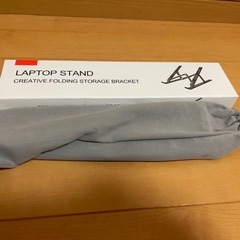 LAPTOP STAND
CREATIVE FOLDING STORAGE BRACKET